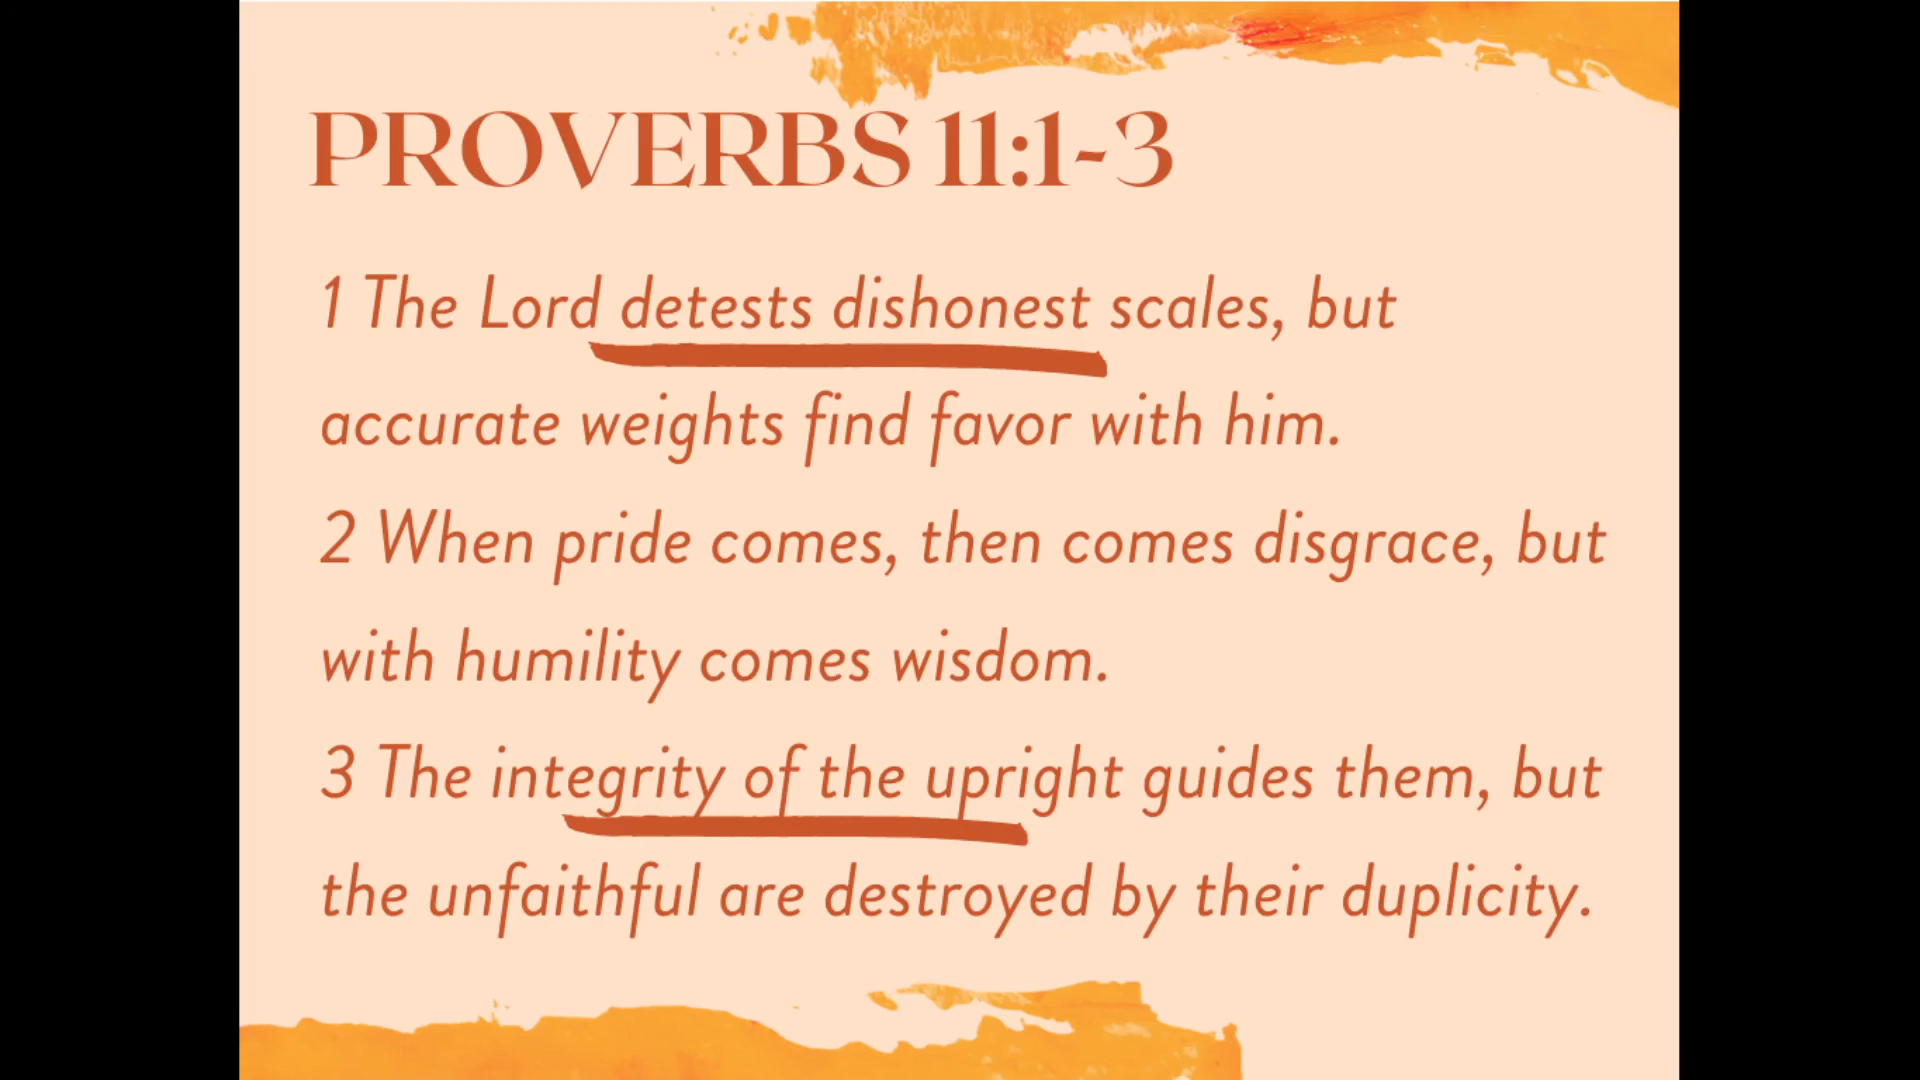 PROVERBS 11:1-3
1 The Lord detests dishonest scales, but
accurate weights find favor with him.
2 When pride comes, then comes disgrace, but
with humility comes wisdom.
3 The integrity of the upright guides them, but
the unfaithful are destroyed by their duplicity.